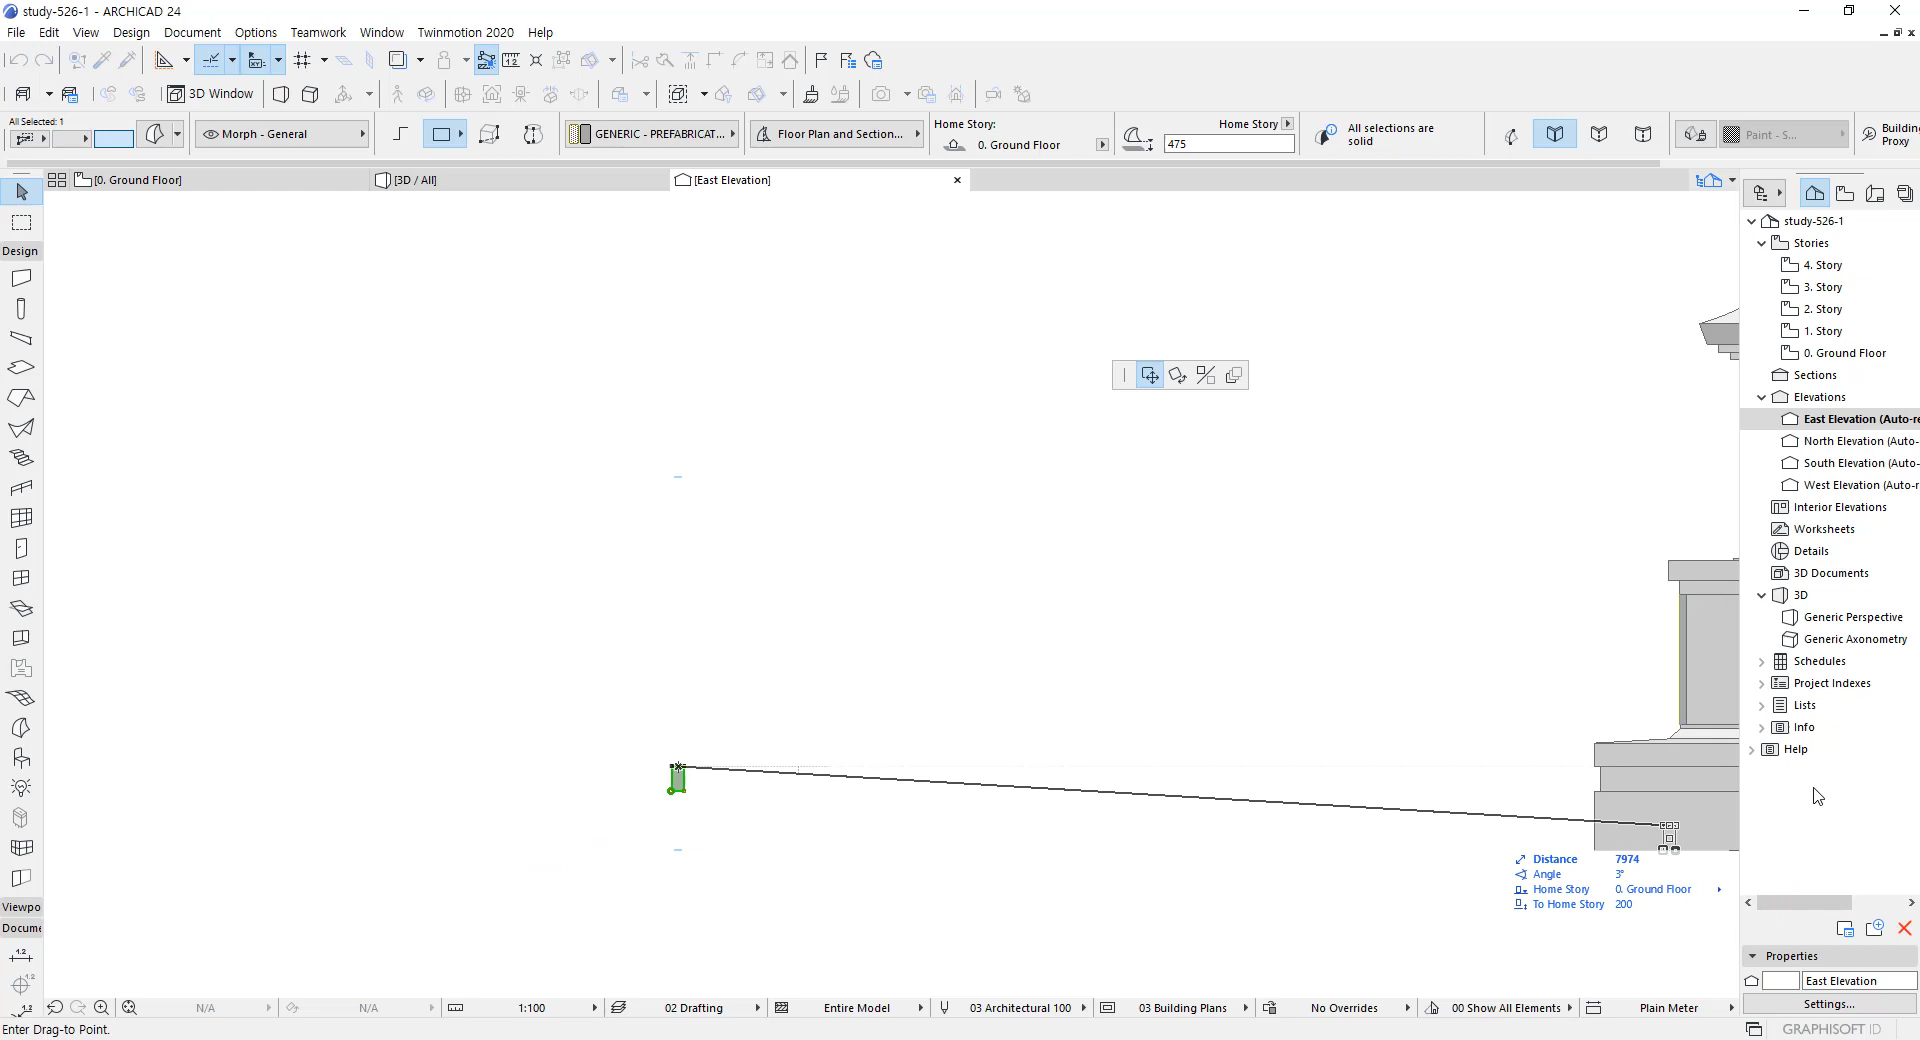 study-526-1 - ARCHICAD 24
File Edit View Design Document Options Teamwork Window Twinmotion 2020 Help
3D Window
All Selected: 1
Morph - General
GENERIC - PREFABRICAT...
Floor Plan and Section...
Home Story:
0. Ground Floor
Home Story
475
All selections are
solid
Paint - S...
Building
Proxy
[0. Ground Floor]
[3D / All]
[East Elevation]
Design
Viewpo
Docume
study-526-1
Stories
4. Story
3. Story
2. Story
1. Story
0. Ground Floor
Sections
Elevations
East Elevation (Auto-re
North Elevation (Auto-
South Elevation (Auto-
West Elevation (Auto-r
Interior Elevations
Worksheets
Details
3D Documents
3D
Generic Perspective
Generic Axonometry
Schedules
Project Indexes
Lists
Info
Help
Distance 7974
Angle 3°
Home Story 0. Ground Floor
To Home Story 200
Properties
East Elevation
Settings...
N/A
N/A
1:100
02 Drafting
Entire Model
03 Architectural 100
03 Building Plans
No Overrides
00 Show All Elements
Plain Meter
Enter Drag-to Point.
GRAPHISOFT ID